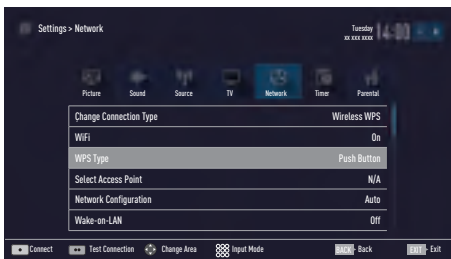 Settings > Network
Tuesday
xx xxx xxxx
14:00
Picture Sound Source TV Network Timer Parental
Change Connection Type Wireless WPS
WiFi On
WPS Type Push Button
Select Access Point N/A
Network Configuration Auto
Wake-on-LAN Off
Connect Test Connection Change Area Input Mode BACK - Back EXIT - Exit